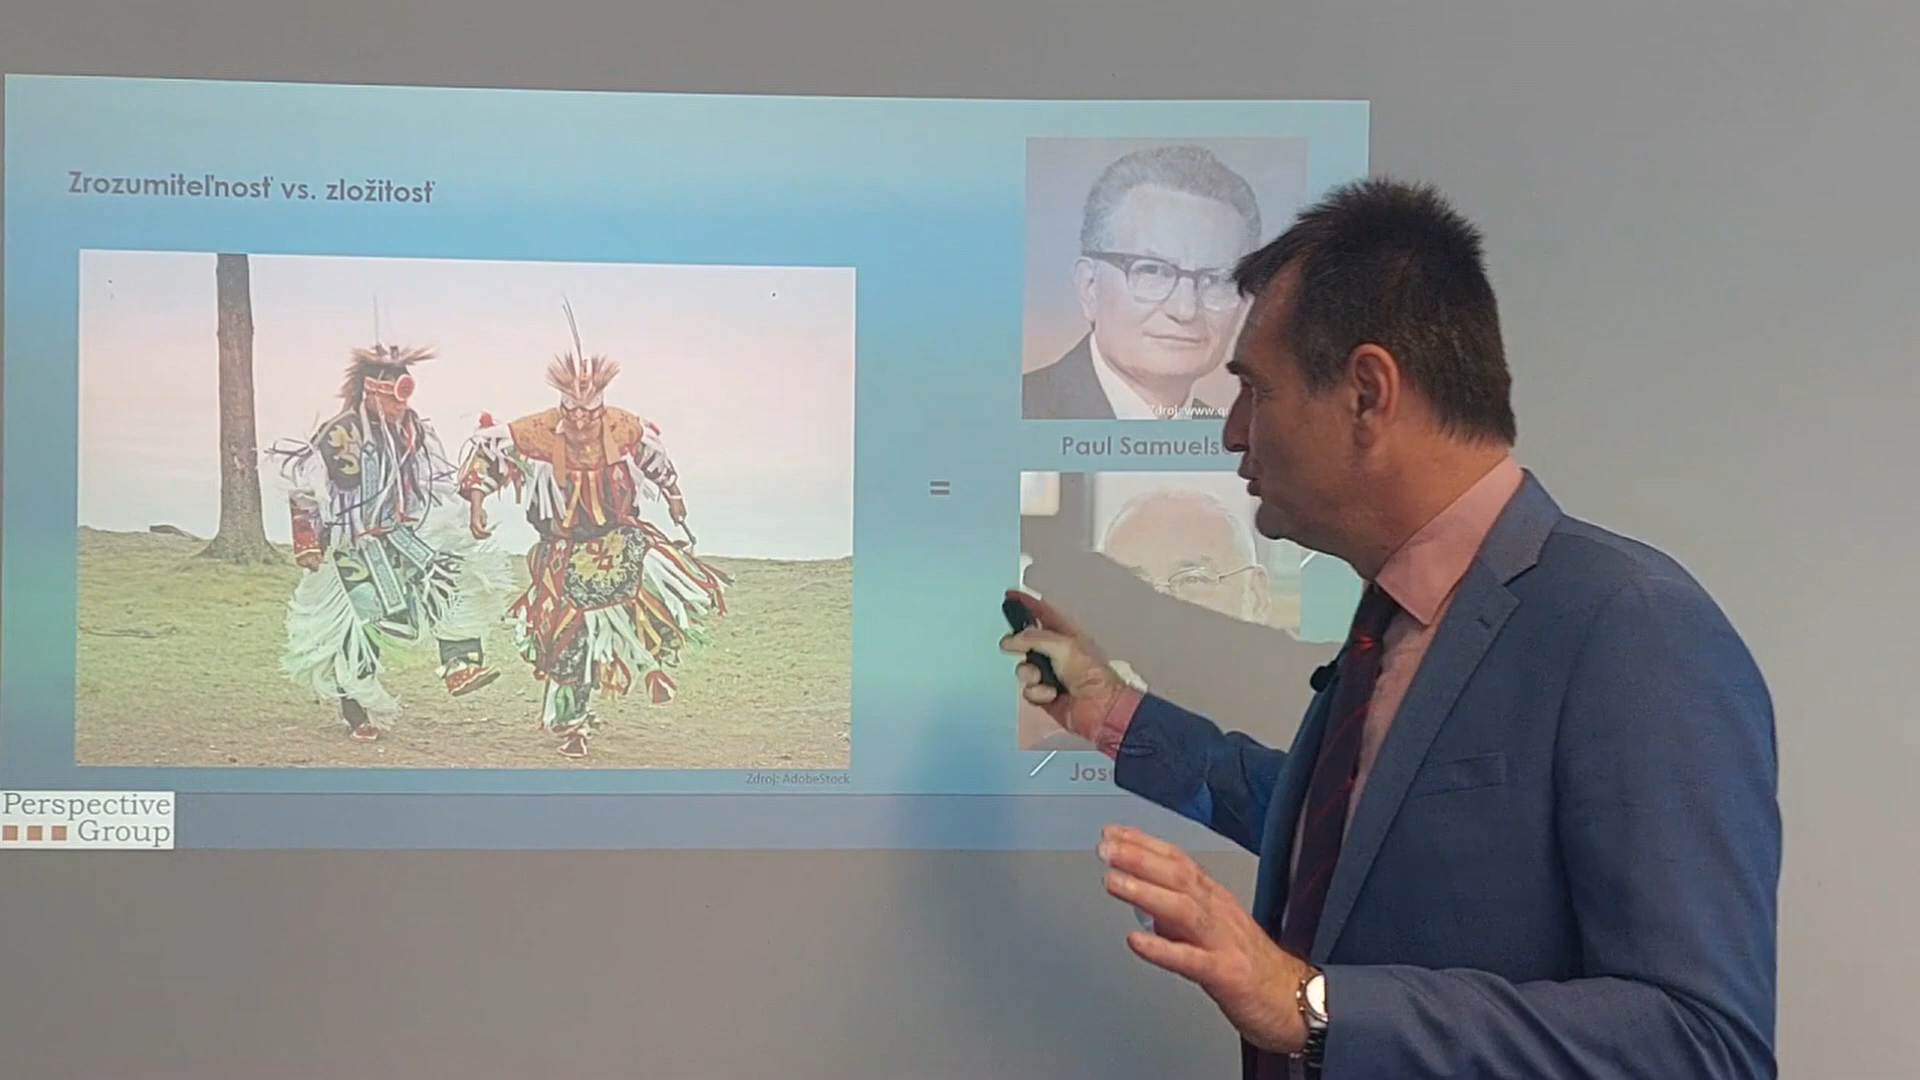 Zrozumiteľnosť vs. zložitosť
Zdroj: www.q
Paul Samuels
=
Jos
Zdroj: AdobeStock
Perspective
Group